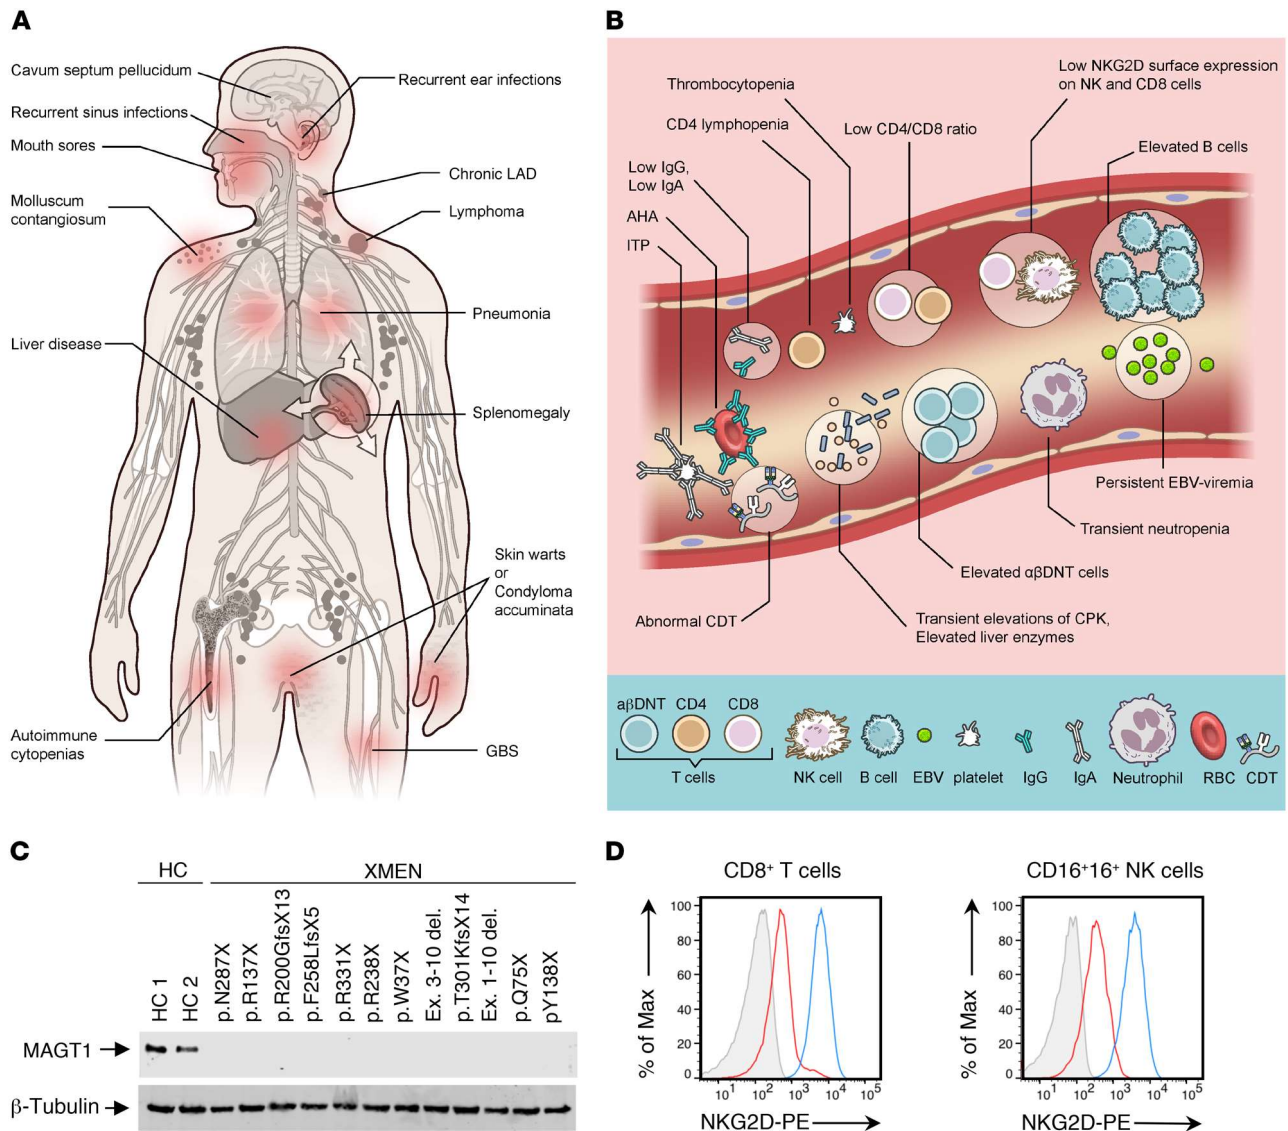 A
Cavum septum pellucidum
Recurrent sinus infections
Mouth sores
Molluscum
contangiosum
Liver disease
Autoimmune
cytopenias
Recurrent ear infections
Chronic LAD
Lymphoma
Pneumonia
Splenomegaly
Skin warts
or
Condyloma
accuminata
GBS
B
Thrombocytopenia
CD4 lymphopenia
Low IgG,
Low IgA
AHA
ITP
Low CD4/CD8 ratio
Low NKG2D surface expression
on NK and CD8 cells
Elevated B cells
Persistent EBV-viremia
Transient neutropenia
Elevated αβDNT cells
Transient elevations of CPK,
Elevated liver enzymes
Abnormal CDT
aβDNT CD4 CD8
T cells
NK cell B cell EBV platelet IgG IgA Neutrophil RBC CDT
C
HC XMEN
HC 1
HC 2
p.N287X
p.R137X
p.R200GfsX13
p.F258LfsX5
p.R331X
p.R238X
p.W37X
Ex. 3-10 del.
p.T301KfsX14
Ex. 1-10 del.
p.Q75X
pY138X
MAGT1
β-Tubulin
D
CD8+ T cells
% of Max
100
80
60
40
20
0
10¹ 10² 10³ 10⁴ 10⁵
NKG2D-PE
CD16+16+ NK cells
% of Max
100
80
60
40
20
0
10¹ 10² 10³ 10⁴ 10⁵
NKG2D-PE